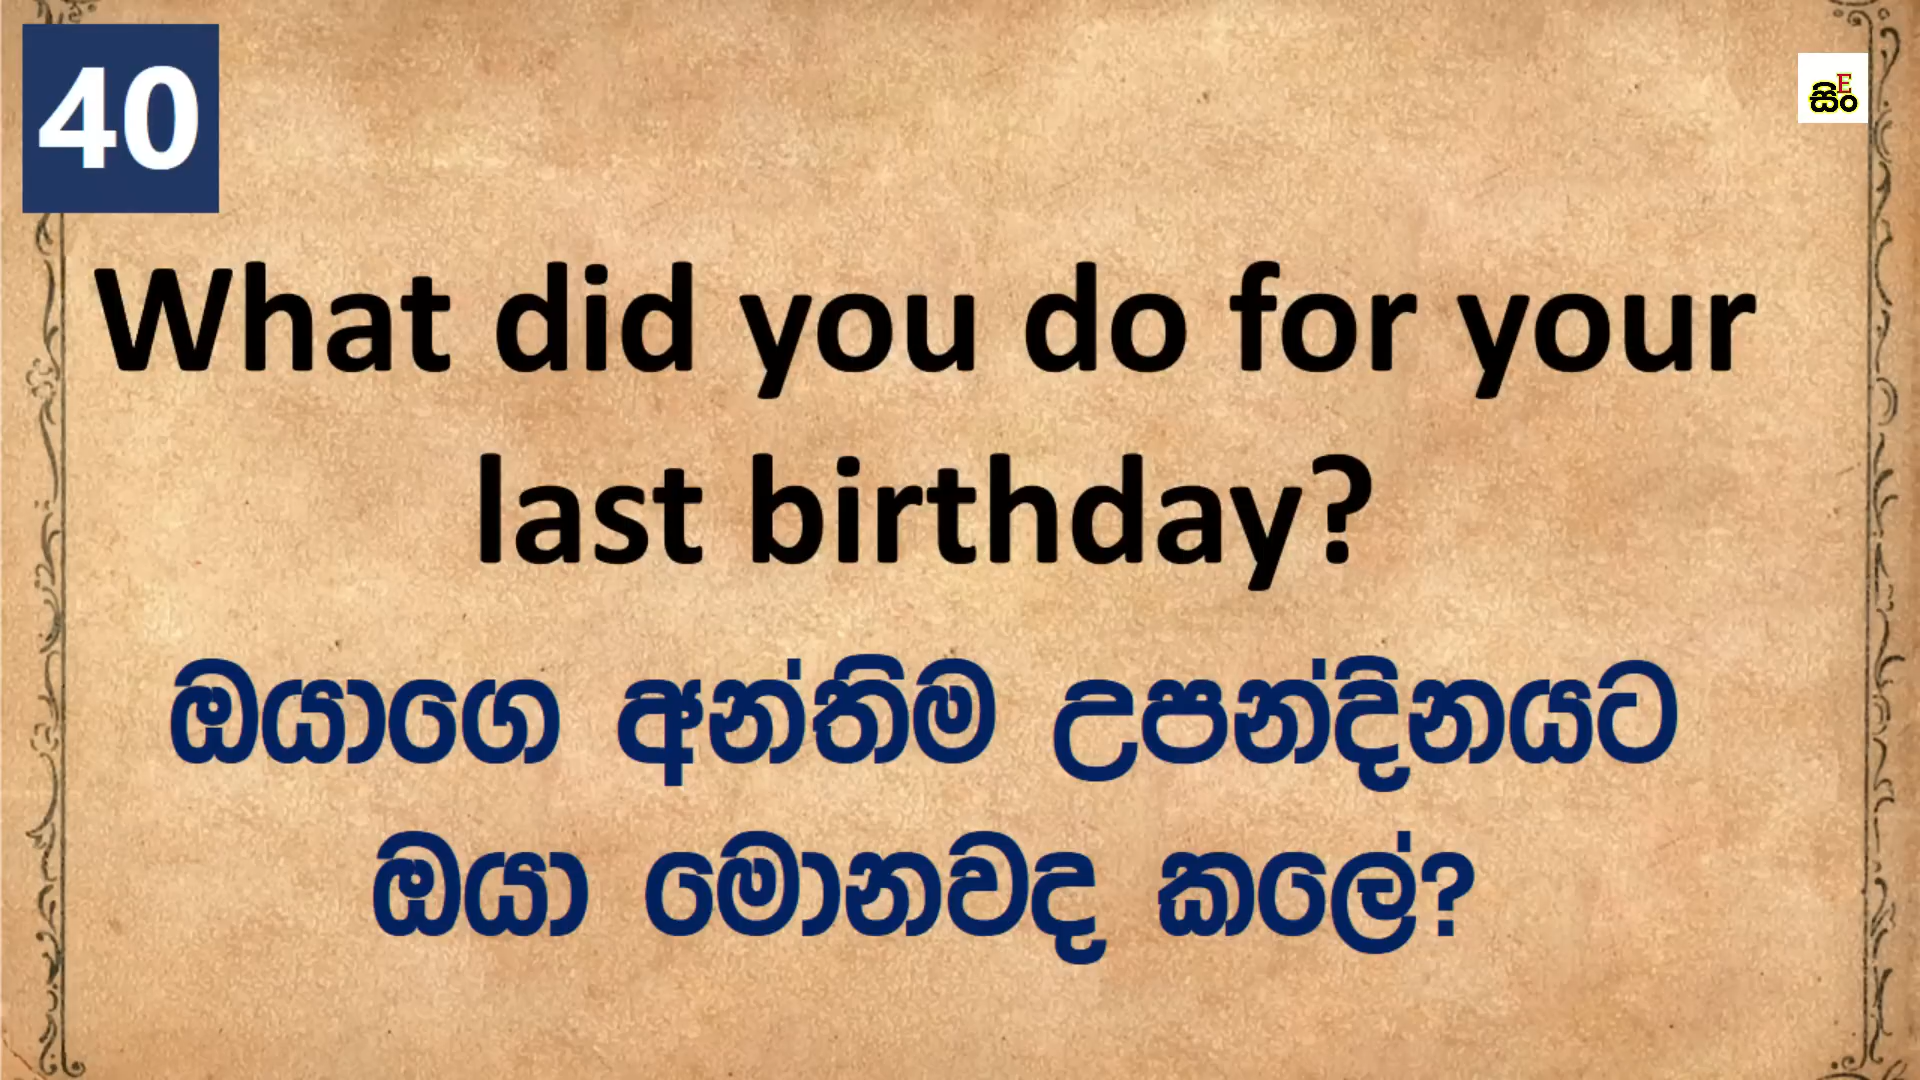 40
සිං
E
What did you do for your
last birthday?
ඔයාගෙ අන්තිම උපන්දිනයට
ඔයා මොනවද කලේ?